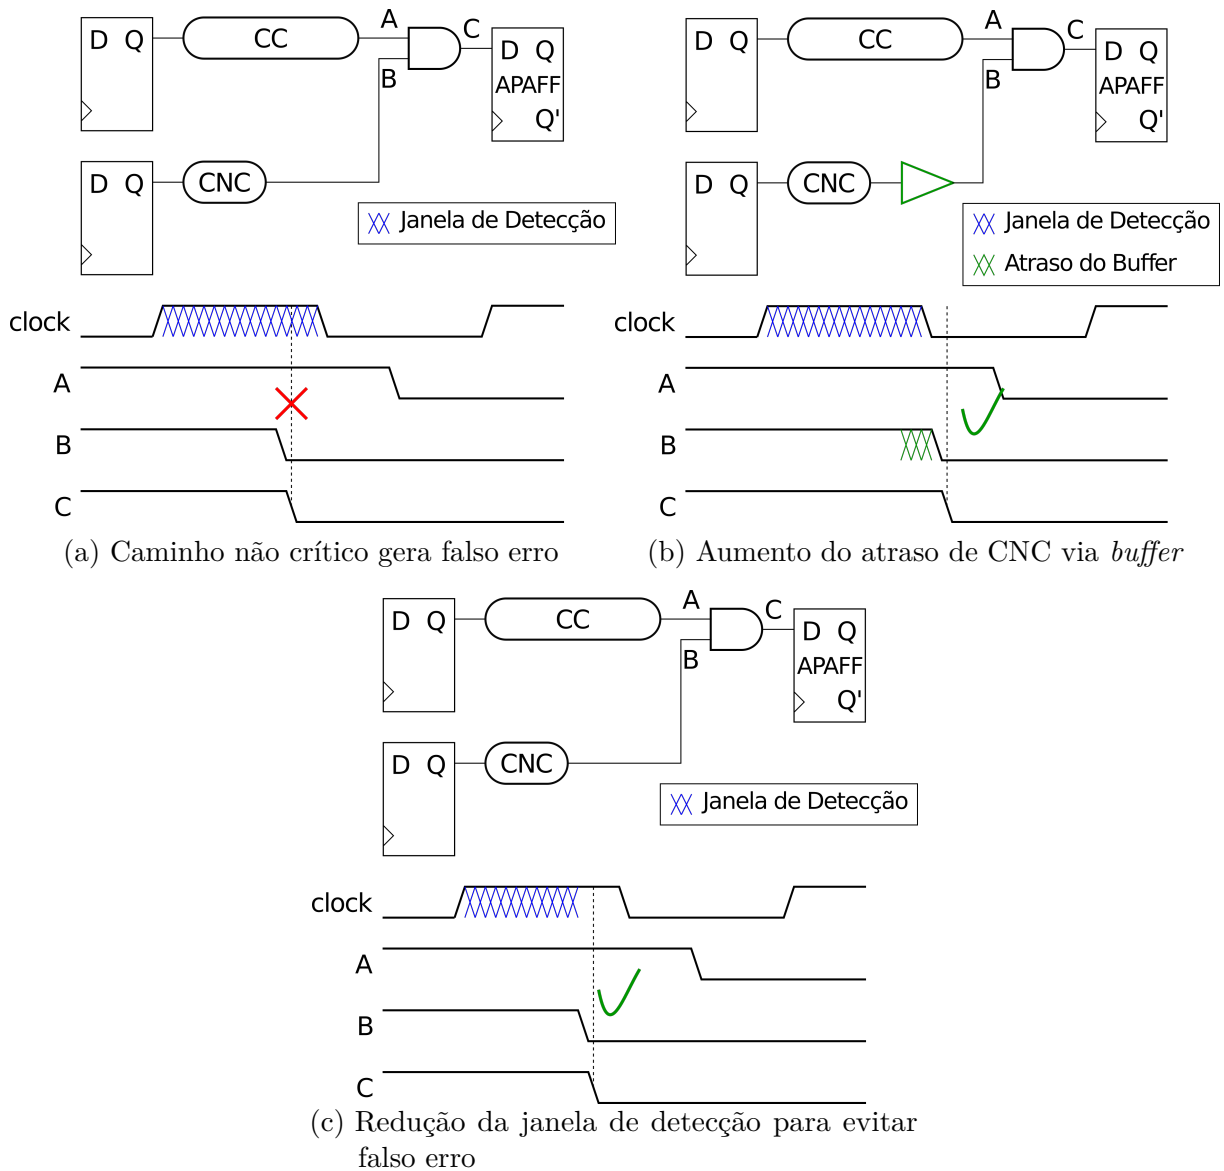 D Q
CC
A
B
C
D Q
APAFF
Q'
D Q
CNC
Janela de Detecção
clock
A
B
C
(a) Caminho não crítico gera falso erro
D Q
CC
A
B
C
D Q
APAFF
Q'
D Q
CNC
Janela de Detecção
Atraso do Buffer
clock
A
B
C
(b) Aumento do atraso de CNC via buffer
D Q
CC
A
B
C
D Q
APAFF
Q'
D Q
CNC
Janela de Detecção
clock
A
B
C
(c) Redução da janela de detecção para evitar
falso erro